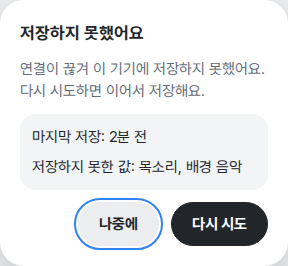 저장하지 못했어요
연결이 끊겨 이 기기에 저장하지 못했어요.
다시 시도하면 이어서 저장해요.
마지막 저장: 2분 전
저장하지 못한 값: 목소리, 배경 음악
나중에
다시 시도